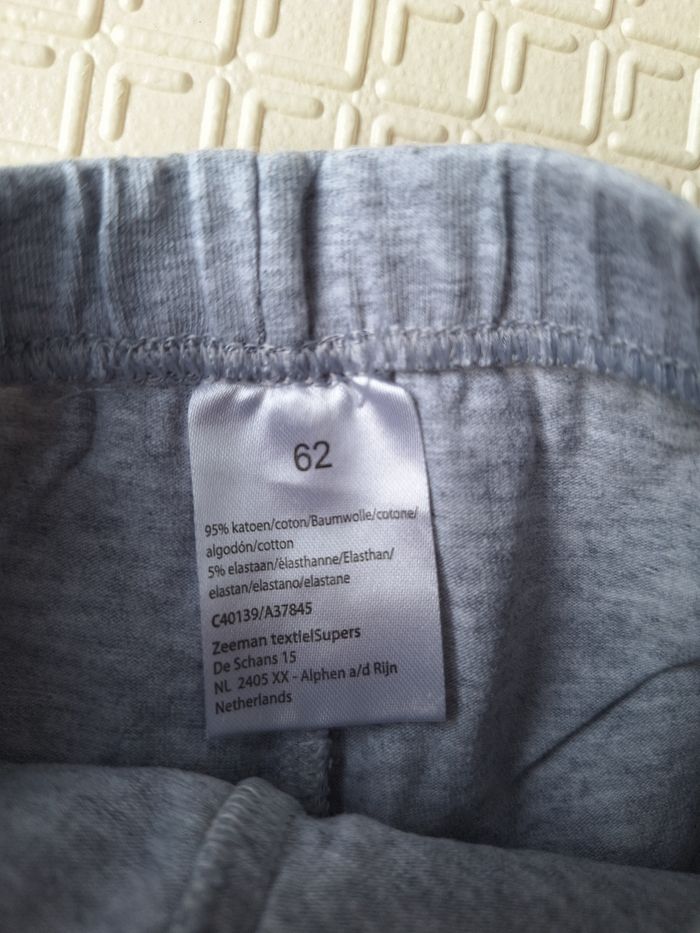 62
95% katoen/coton/Baumwolle/cotone/
algodón/cotton
5% elastaan/élasthanne/Elasthan/
elastan/elastano/elastane
C40139/A37845
Zeeman textielSupers
De Schans 15
NL 2405 XX - Alphen a/d Rijn
Netherlands